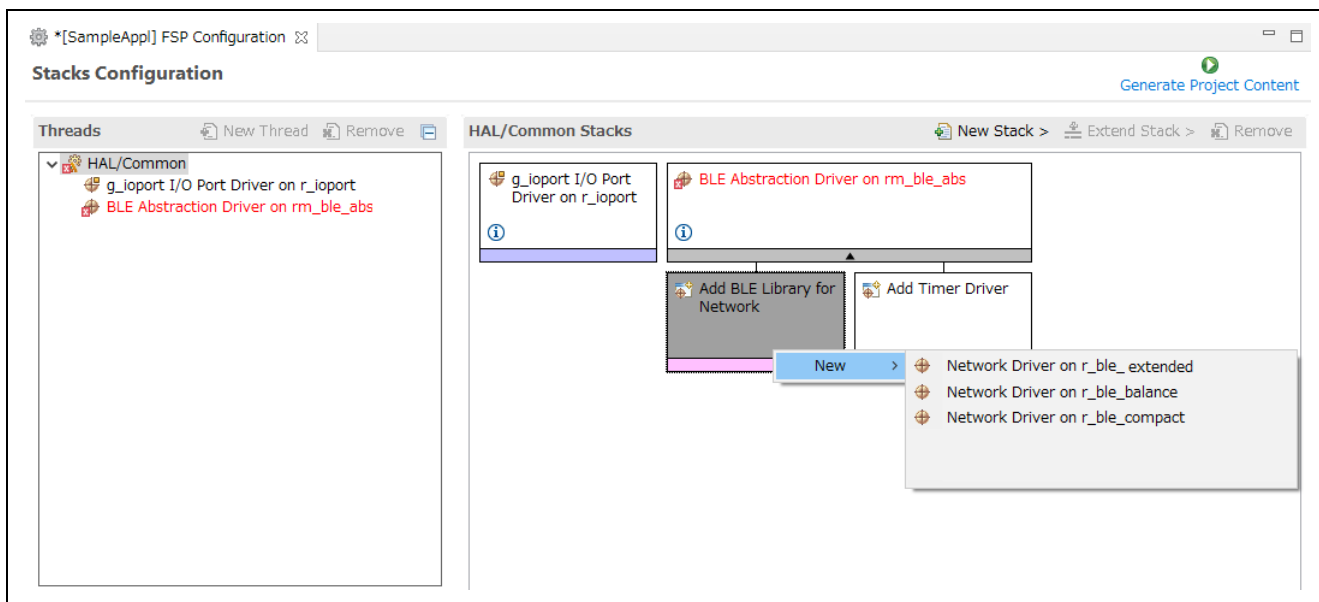 *[SampleAppl] FSP Configuration
Stacks Configuration
Generate Project Content
Threads
New Thread
Remove
HAL/Common
g_ioport I/O Port Driver on r_ioport
BLE Abstraction Driver on rm_ble_abs
HAL/Common Stacks
New Stack >
Extend Stack >
Remove
g_ioport I/O Port
Driver on r_ioport
BLE Abstraction Driver on rm_ble_abs
Add BLE Library for
Network
Add Timer Driver
New >
Network Driver on r_ble_ extended
Network Driver on r_ble_balance
Network Driver on r_ble_compact